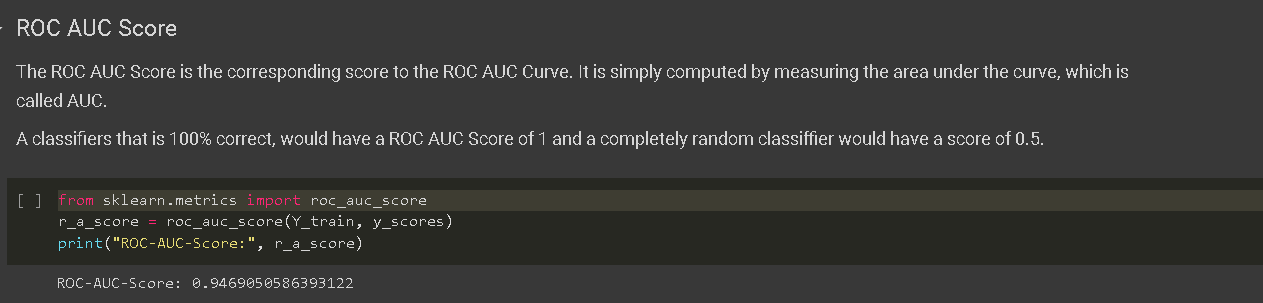 ROC AUC Score
The ROC AUC Score is the corresponding score to the ROC AUC Curve. It is simply computed by measuring the area under the curve, which is
called AUC.
A classifiers that is 100% correct, would have a ROC AUC Score of 1 and a completely random classiffier would have a score of 0.5.
[ ] from sklearn.metrics import roc_auc_score
r_a_score = roc_auc_score(Y_train, y_scores)
print("ROC-AUC-Score:", r_a_score)
ROC-AUC-Score: 0.9469050586393122